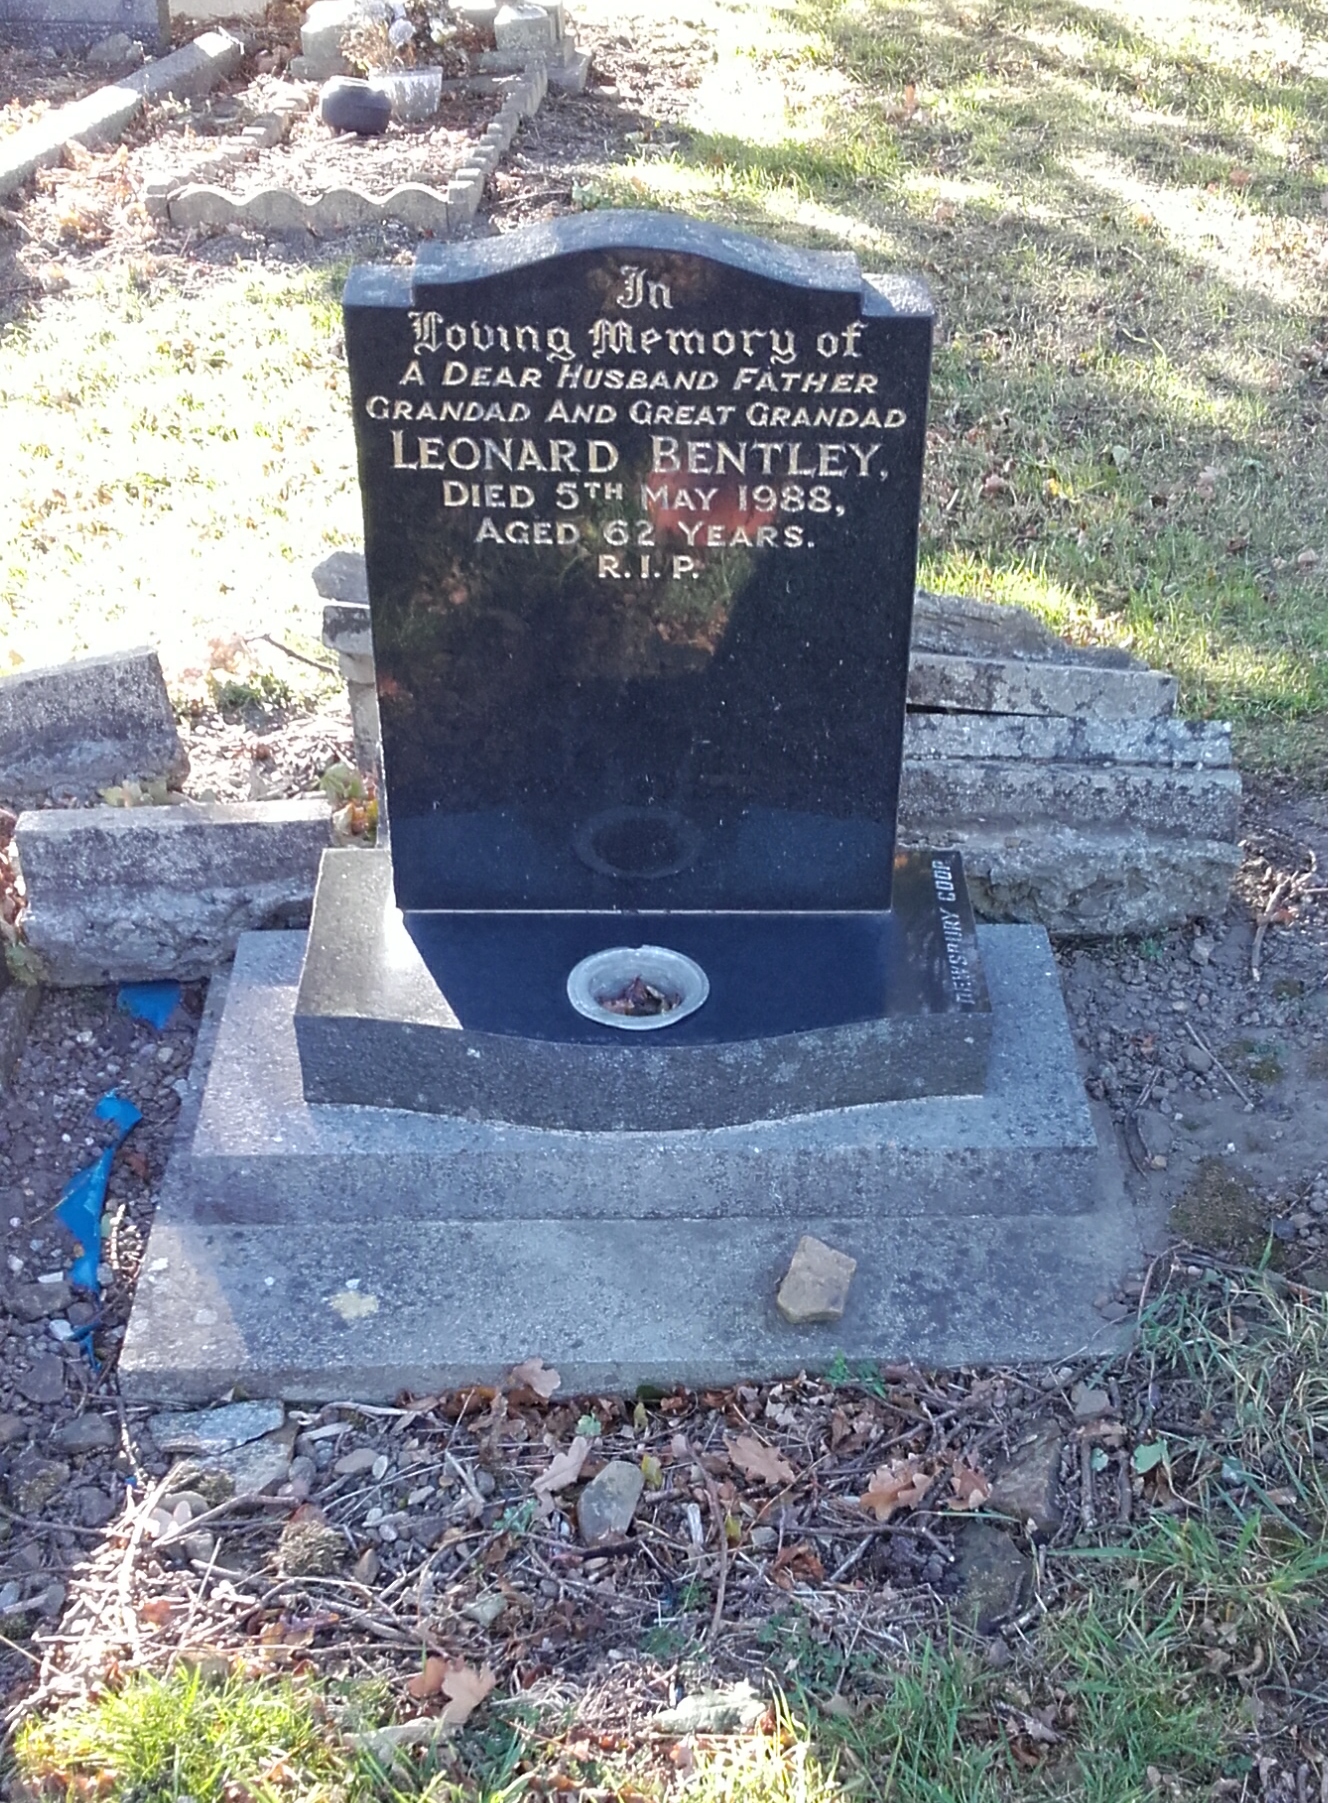 In
Loving Memory of
A DEAR HUSBAND FATHER
GRANDAD AND GREAT GRANDAD
LEONARD BENTLEY,
DIED 5TH MAY 1988,
AGED 62 YEARS.
R.I.P.
DEWSBURY COOP